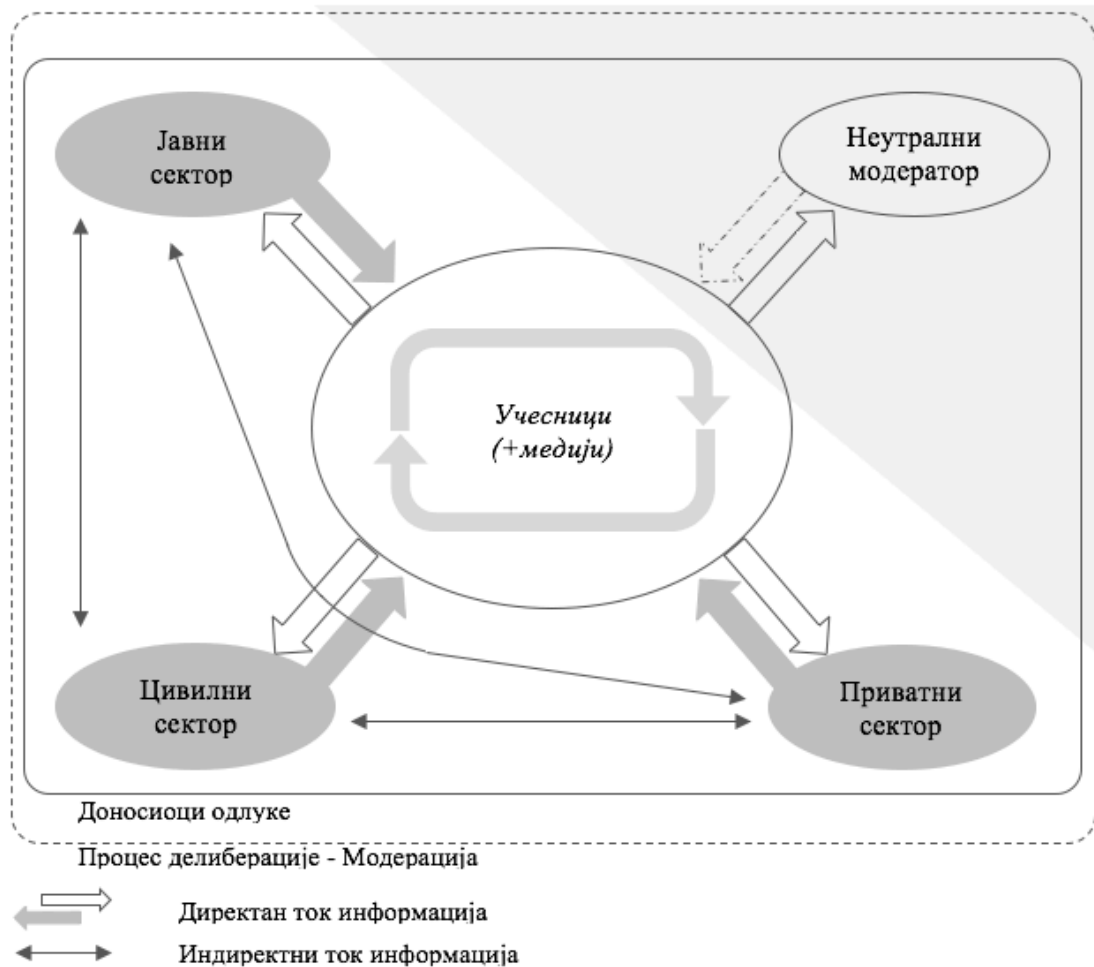 Јавни
сектор
Неутрални
модератор
Учесници
(+медији)
Цивилни
сектор
Приватни
сектор
Доносиоци одлуке
Процес делиберације - Модерација
Директан ток информација
Индиректни ток информација